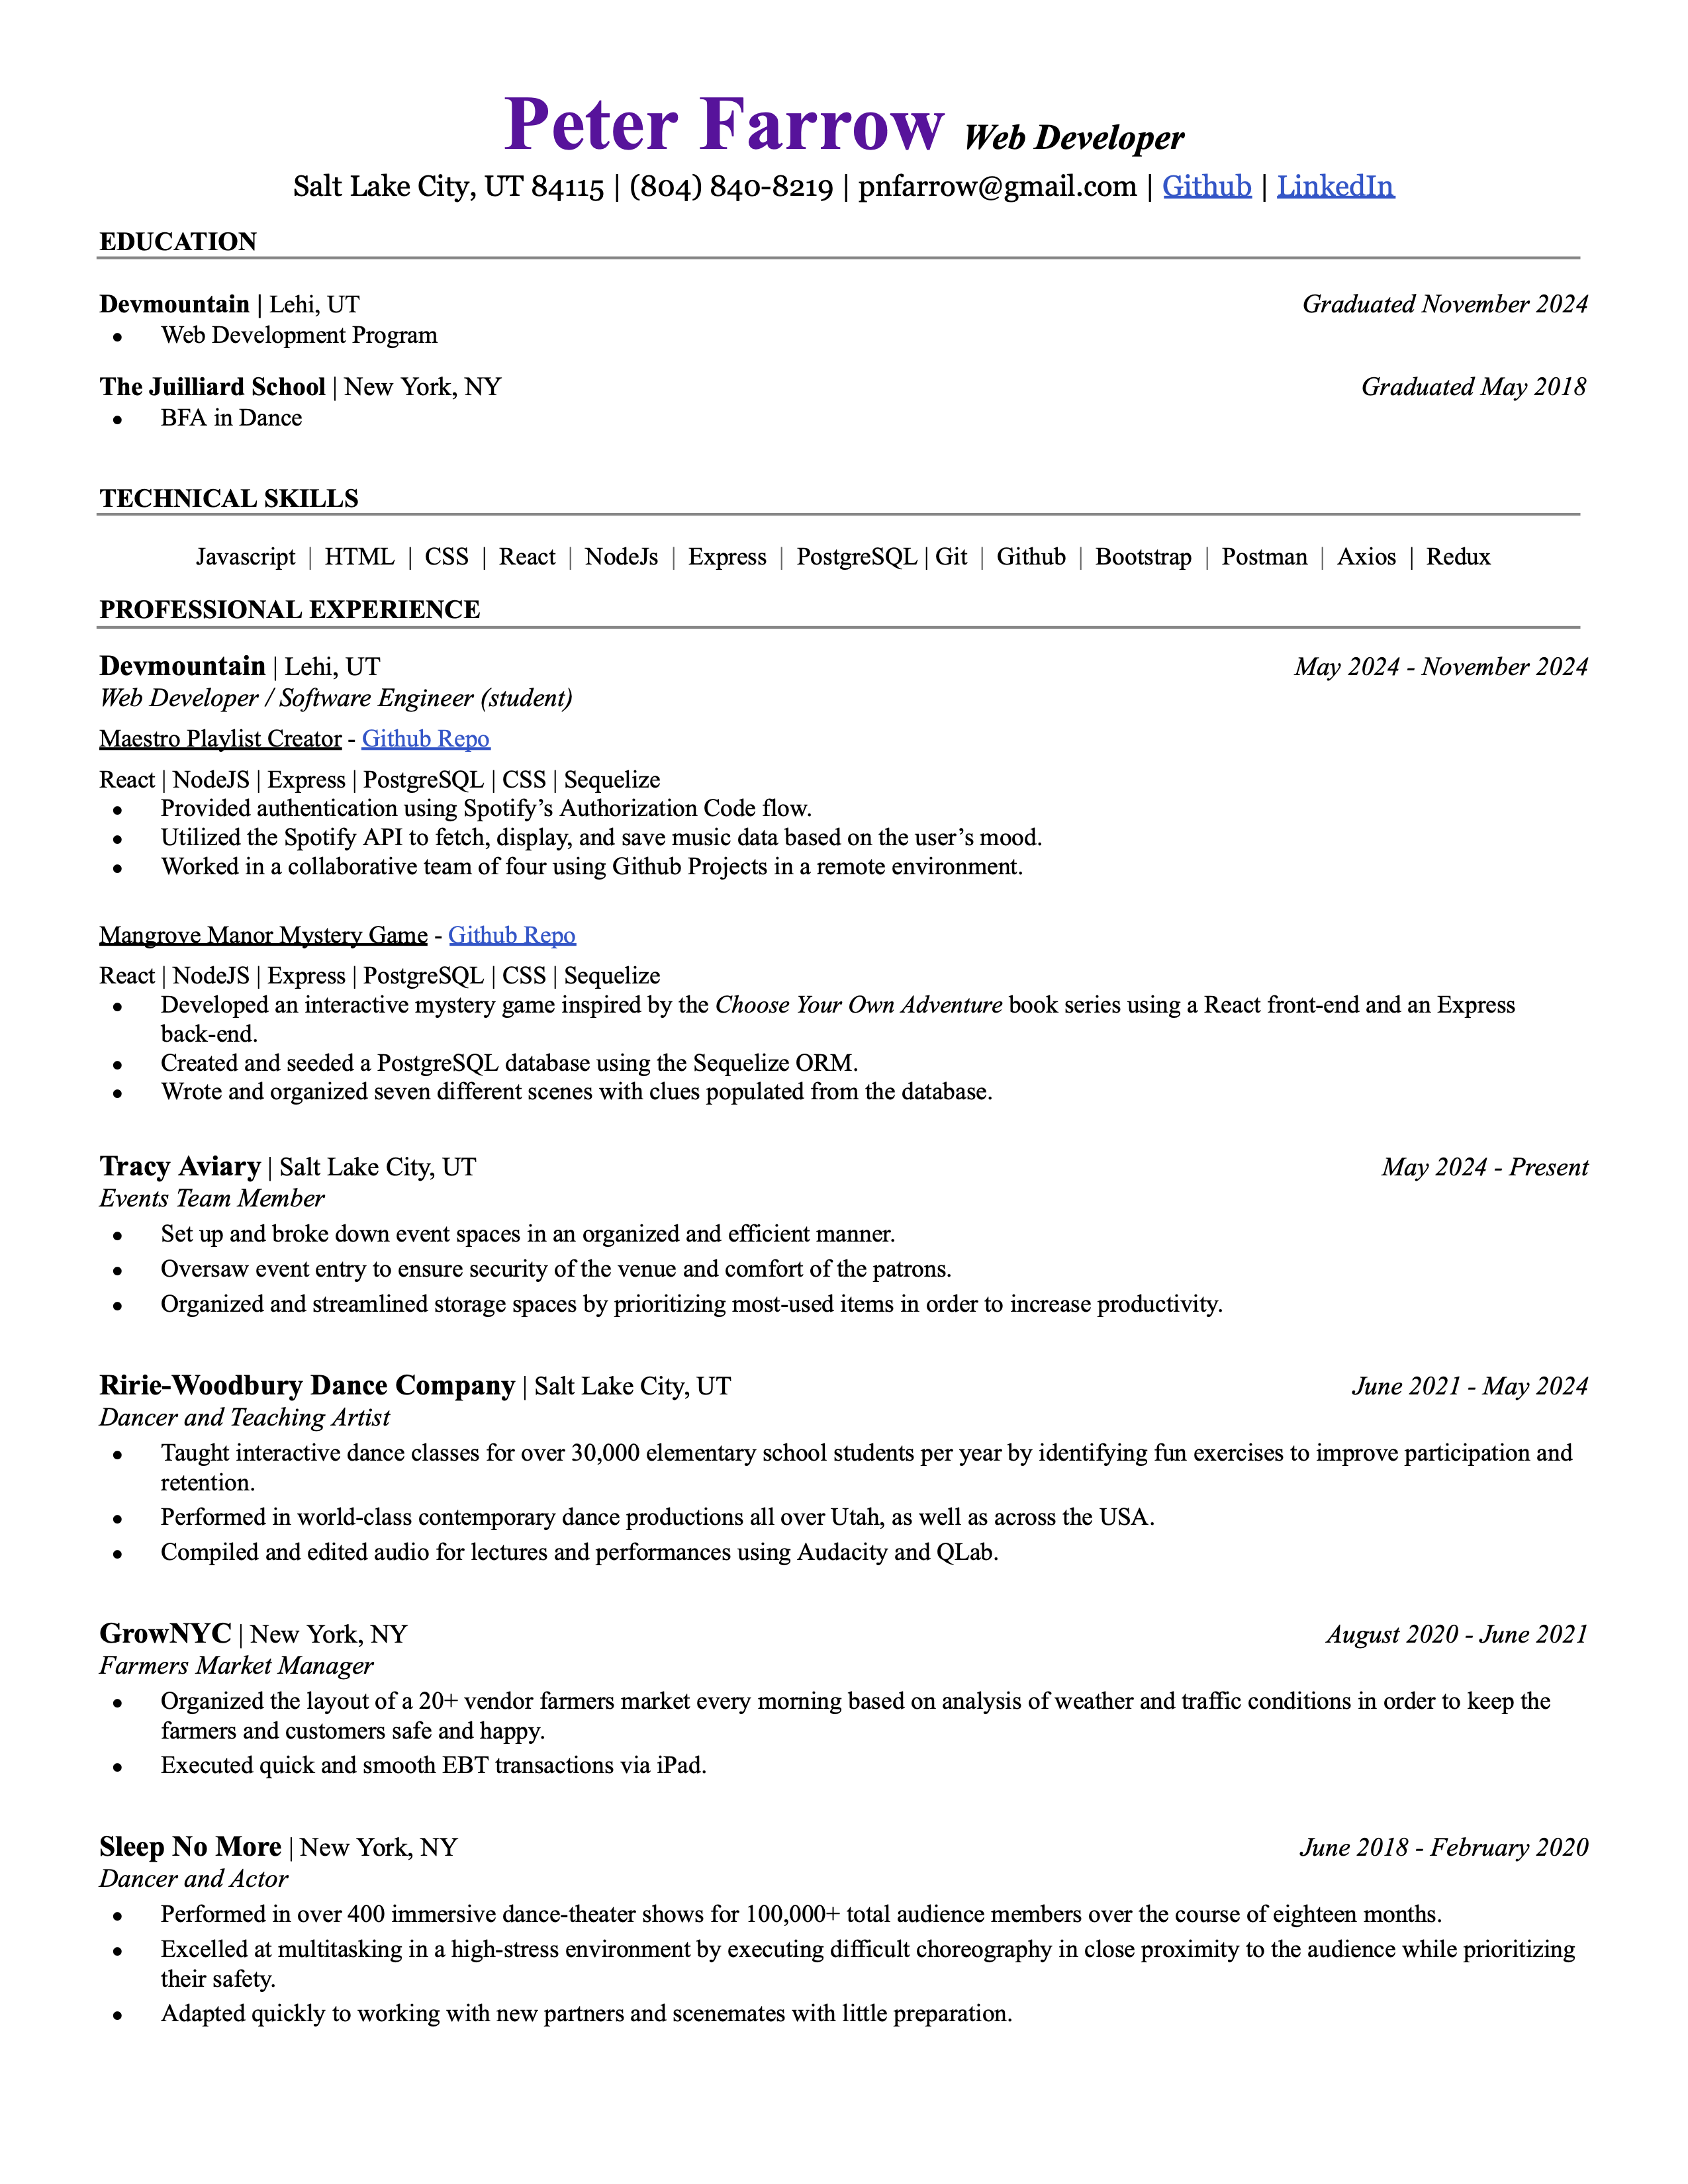 Peter Farrow Web Developer
Salt Lake City, UT 84115 | (804) 840-8219 | pnfarrow@gmail.com | Github | LinkedIn
EDUCATION
Devmountain | Lehi, UT Graduated November 2024
● Web Development Program
The Juilliard School | New York, NY Graduated May 2018
● BFA in Dance
TECHNICAL SKILLS
Javascript | HTML | CSS | React | NodeJs | Express | PostgreSQL | Git | Github | Bootstrap | Postman | Axios | Redux
PROFESSIONAL EXPERIENCE
Devmountain | Lehi, UT May 2024 - November 2024
Web Developer / Software Engineer (student)
Maestro Playlist Creator - Github Repo
React | NodeJS | Express | PostgreSQL | CSS | Sequelize
● Provided authentication using Spotify’s Authorization Code flow.
● Utilized the Spotify API to fetch, display, and save music data based on the user’s mood.
● Worked in a collaborative team of four using Github Projects in a remote environment.
Mangrove Manor Mystery Game - Github Repo
React | NodeJS | Express | PostgreSQL | CSS | Sequelize
● Developed an interactive mystery game inspired by the Choose Your Own Adventure book series using a React front-end and an Express
back-end.
● Created and seeded a PostgreSQL database using the Sequelize ORM.
● Wrote and organized seven different scenes with clues populated from the database.
Tracy Aviary | Salt Lake City, UT May 2024 - Present
Events Team Member
● Set up and broke down event spaces in an organized and efficient manner.
● Oversaw event entry to ensure security of the venue and comfort of the patrons.
● Organized and streamlined storage spaces by prioritizing most-used items in order to increase productivity.
Ririe-Woodbury Dance Company | Salt Lake City, UT June 2021 - May 2024
Dancer and Teaching Artist
● Taught interactive dance classes for over 30,000 elementary school students per year by identifying fun exercises to improve participation and
retention.
● Performed in world-class contemporary dance productions all over Utah, as well as across the USA.
● Compiled and edited audio for lectures and performances using Audacity and QLab.
GrowNYC | New York, NY August 2020 - June 2021
Farmers Market Manager
● Organized the layout of a 20+ vendor farmers market every morning based on analysis of weather and traffic conditions in order to keep the
farmers and customers safe and happy.
● Executed quick and smooth EBT transactions via iPad.
Sleep No More | New York, NY June 2018 - February 2020
Dancer and Actor
● Performed in over 400 immersive dance-theater shows for 100,000+ total audience members over the course of eighteen months.
● Excelled at multitasking in a high-stress environment by executing difficult choreography in close proximity to the audience while prioritizing
their safety.
● Adapted quickly to working with new partners and scenemates with little preparation.